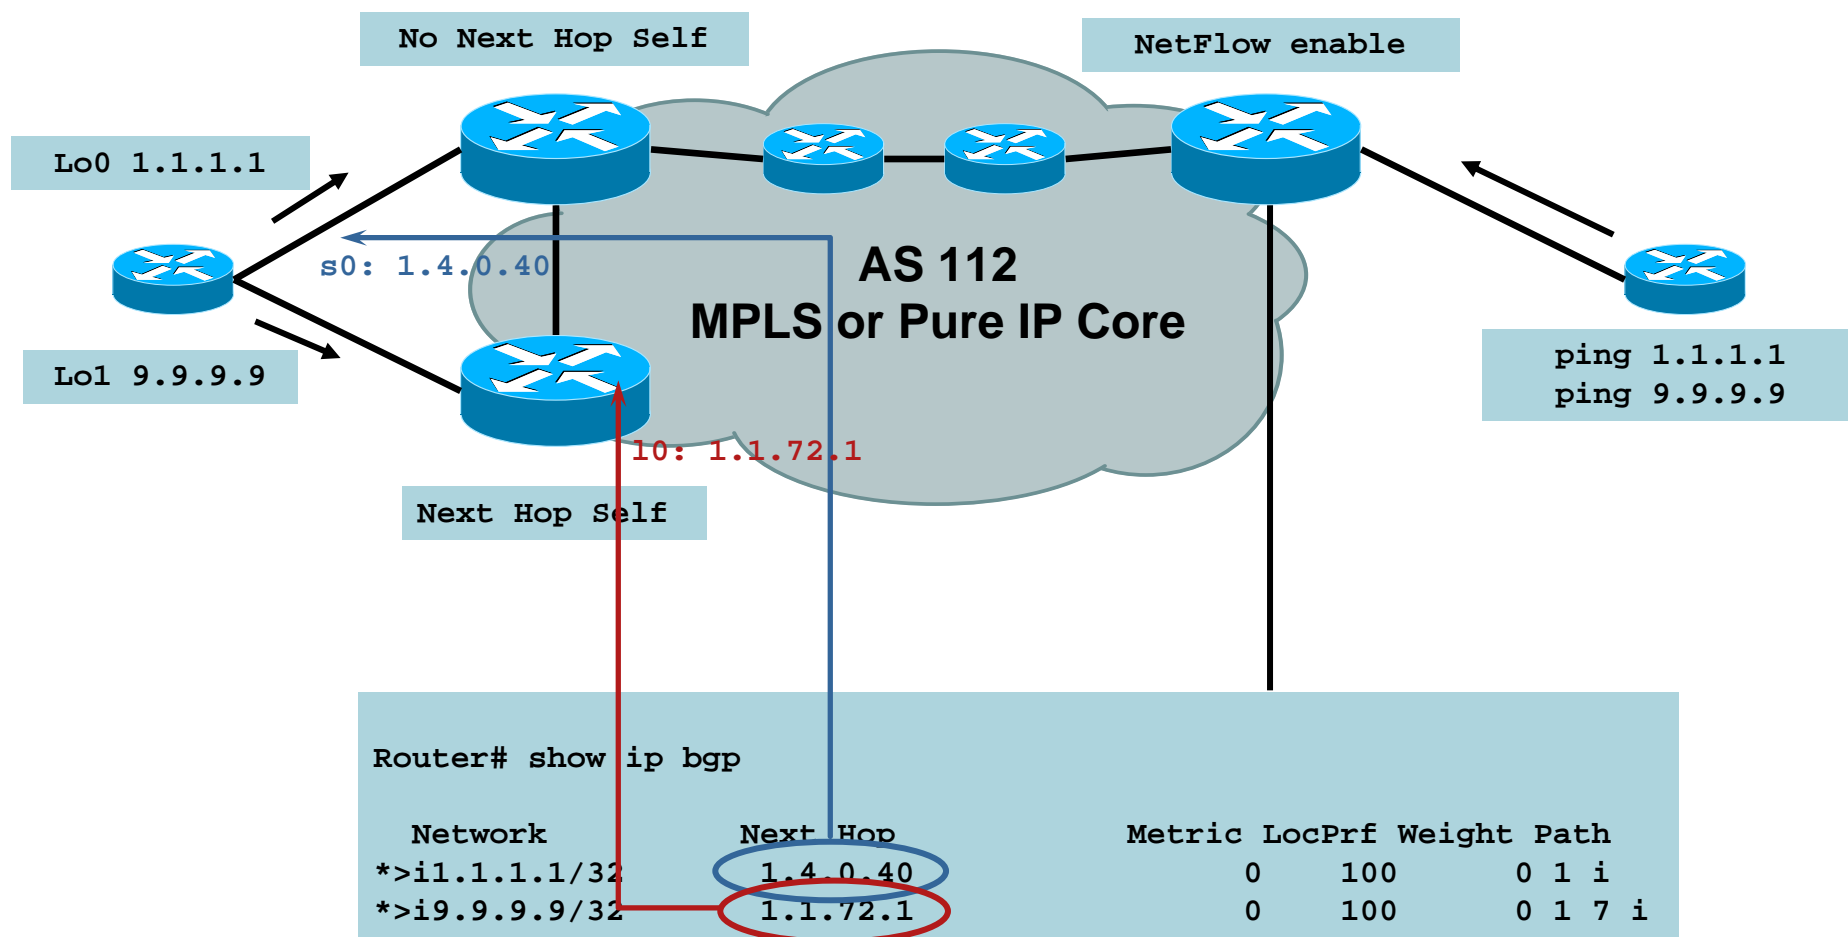 No Next Hop Self
NetFlow enable
Lo0 1.1.1.1
s0: 1.4.0.40
AS 112
MPLS or Pure IP Core
Lo1 9.9.9.9
ping 1.1.1.1
ping 9.9.9.9
l0: 1.1.72.1
Next Hop Self
Router# show ip bgp
Network Next Hop Metric LocPrf Weight Path
*>i1.1.1.1/32 1.4.0.40 0 100 0 1 i
*>i9.9.9.9/32 1.1.72.1 0 100 0 1 7 i